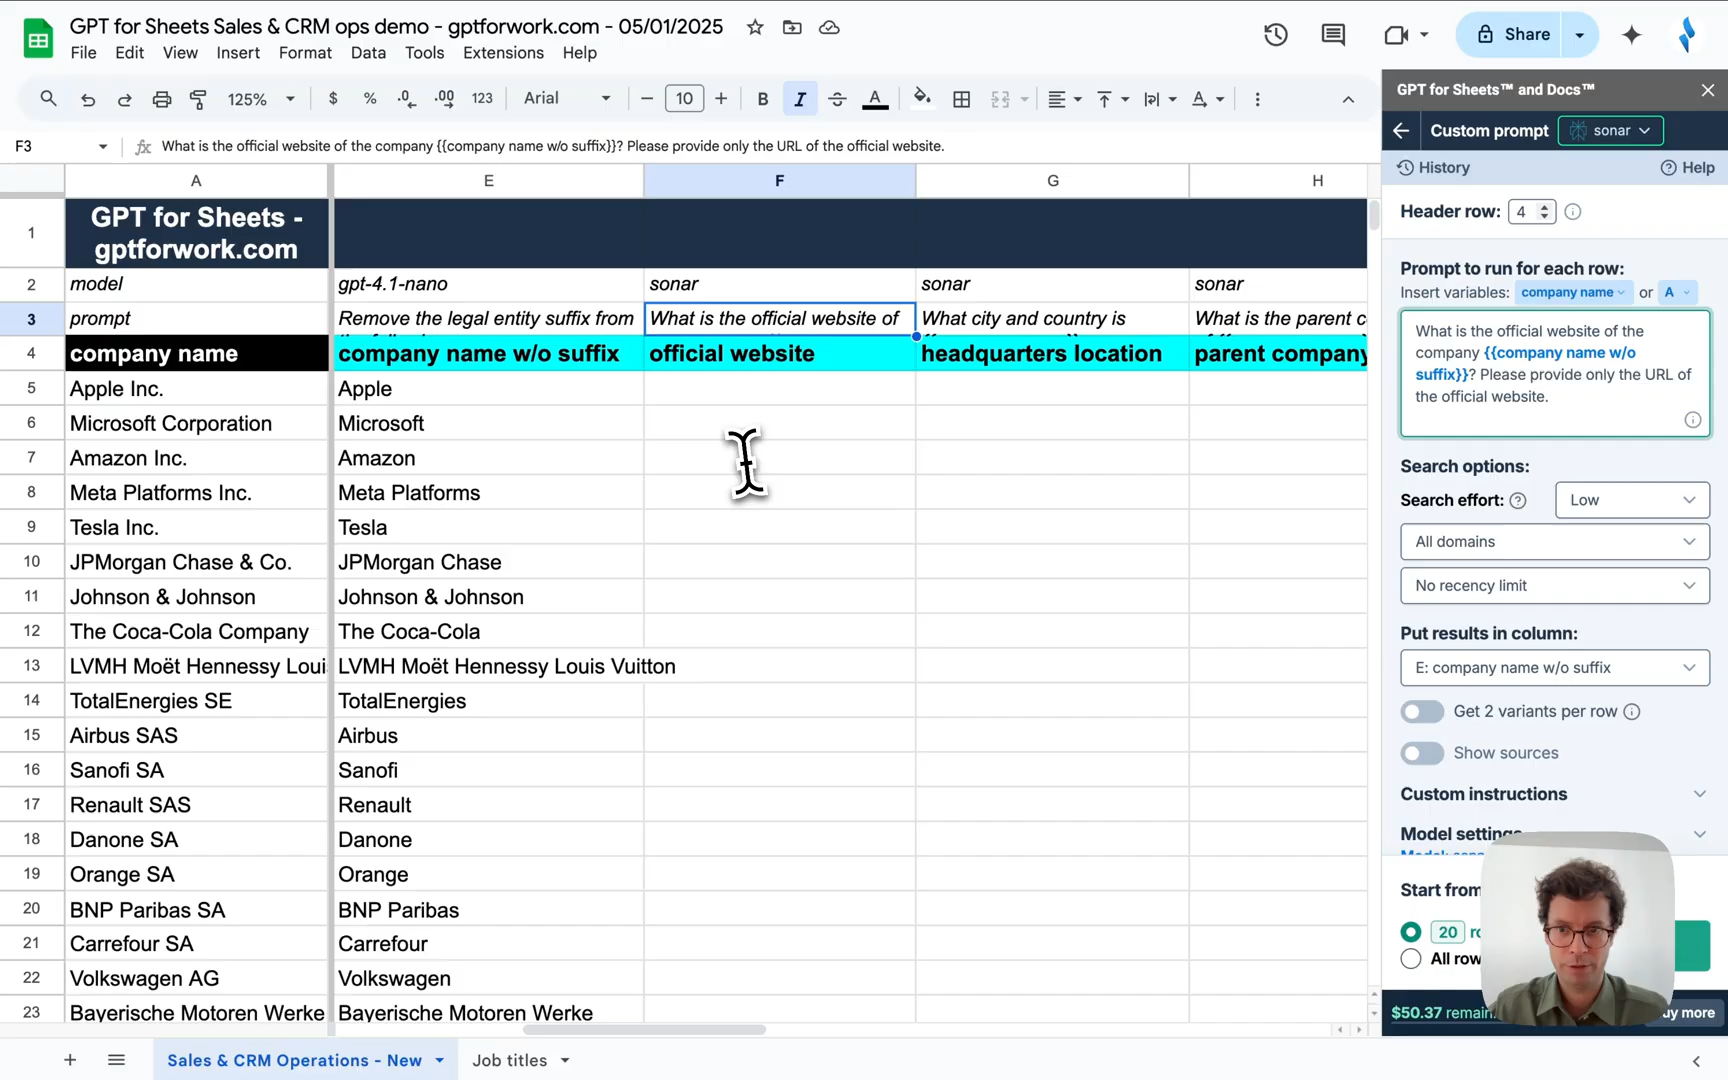 GPT for Sheets Sales & CRM ops demo - gptforwork.com - 05/01/2025
File Edit View Insert Format Data Tools Extensions Help
Share
125% $ % .0 .00 123 Arial 10 B I A
F3 fx What is the official website of the company {{company name w/o suffix}}? Please provide only the URL of the official website.
A E F G H
1 GPT for Sheets -
gptforwork.com
2 model gpt-4.1-nano sonar sonar sonar
3 prompt Remove the legal entity suffix from What is the official website of What city and country is What is the parent c
4 company name company name w/o suffix official website headquarters location parent company
5 Apple Inc. Apple
6 Microsoft Corporation Microsoft
7 Amazon Inc. Amazon
8 Meta Platforms Inc. Meta Platforms
9 Tesla Inc. Tesla
10 JPMorgan Chase & Co. JPMorgan Chase
11 Johnson & Johnson Johnson & Johnson
12 The Coca-Cola Company The Coca-Cola
13 LVMH Moët Hennessy Loui LVMH Moët Hennessy Louis Vuitton
14 TotalEnergies SE TotalEnergies
15 Airbus SAS Airbus
16 Sanofi SA Sanofi
17 Renault SAS Renault
18 Danone SA Danone
19 Orange SA Orange
20 BNP Paribas SA BNP Paribas
21 Carrefour SA Carrefour
22 Volkswagen AG Volkswagen
23 Bayerische Motoren Werke Bayerische Motoren Werke
Sales & CRM Operations - New Job titles
GPT for Sheets™ and Docs™
Custom prompt sonar
History Help
Header row: 4
Prompt to run for each row:
Insert variables: company name or A
What is the official website of the
company {{company name w/o
suffix}}? Please provide only the URL of
the official website.
Search options:
Search effort: Low
All domains
No recency limit
Put results in column:
E: company name w/o suffix
Get 2 variants per row
Show sources
Custom instructions
Model settings
Start from
20 ro
All row
$50.37 remain
uy more